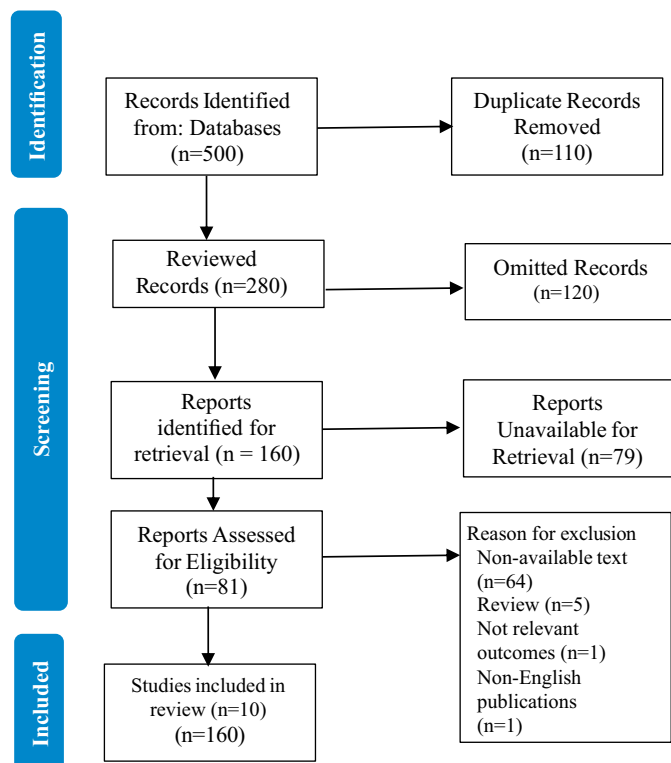 Identification
Records Identified
from: Databases
(n=500)
Duplicate Records
Removed
(n=110)
Screening
Reviewed
Records (n=280)
Omitted Records
(n=120)
Reports
identified for
retrieval (n = 160)
Reports
Unavailable for
Retrieval (n=79)
Reports Assessed
for Eligibility
(n=81)
Reason for exclusion
Non-available text
(n=64)
Review (n=5)
Not relevant
outcomes (n=1)
Non-English
publications
(n=1)
Included
Studies included in
review (n=10)
(n=160)